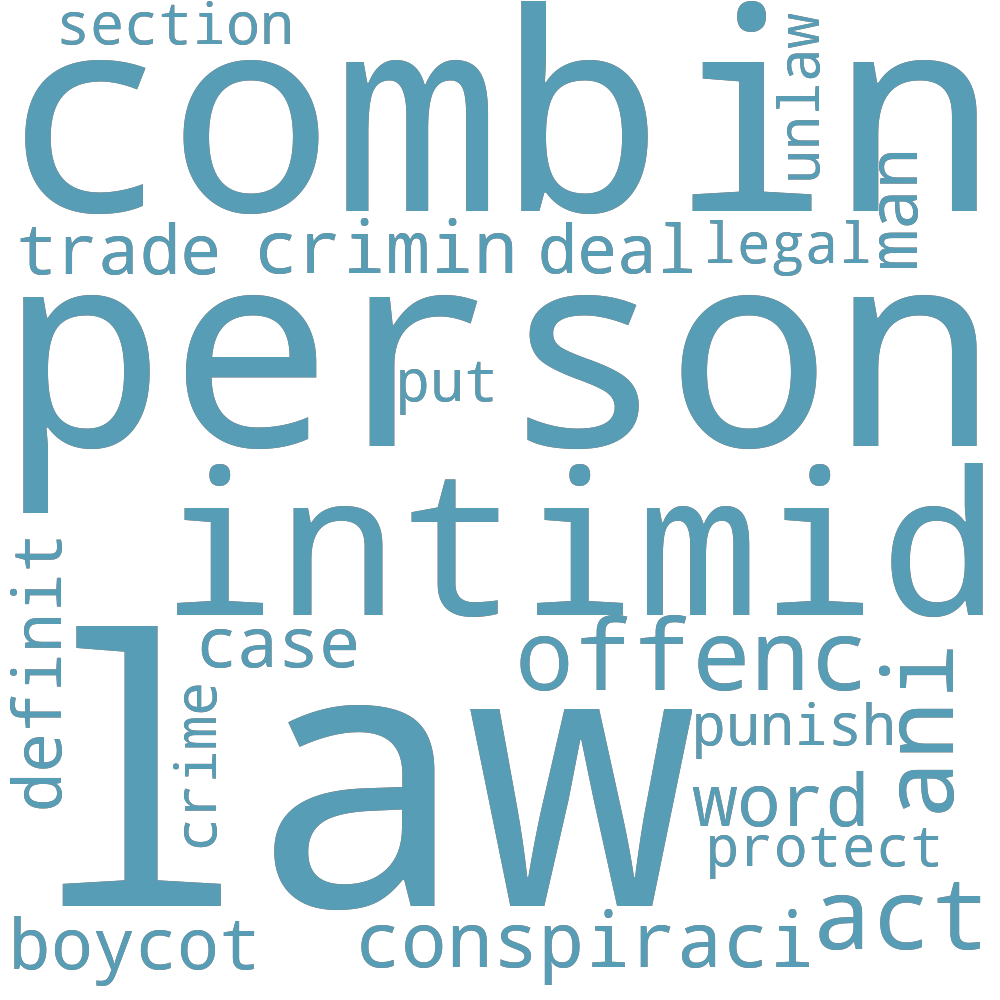 section
combin
unlaw
man
trade
crimin
deal
legal
person
put
intimid
definit
case
offenc
ani
law
crime
punish
word
protect
act
boycot
conspiraci